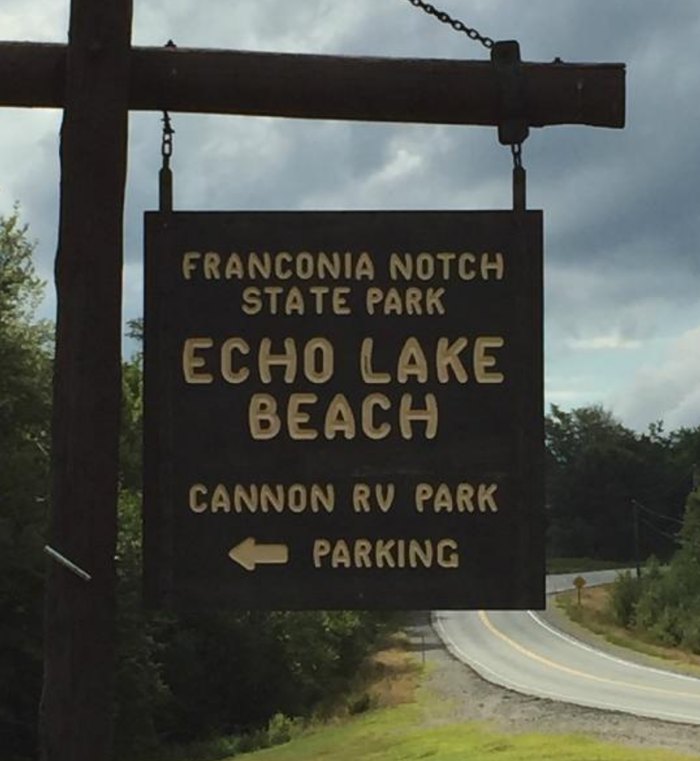 FRANCONIA NOTCH
STATE PARK
ECHO LAKE
BEACH
CANNON RV PARK
PARKING